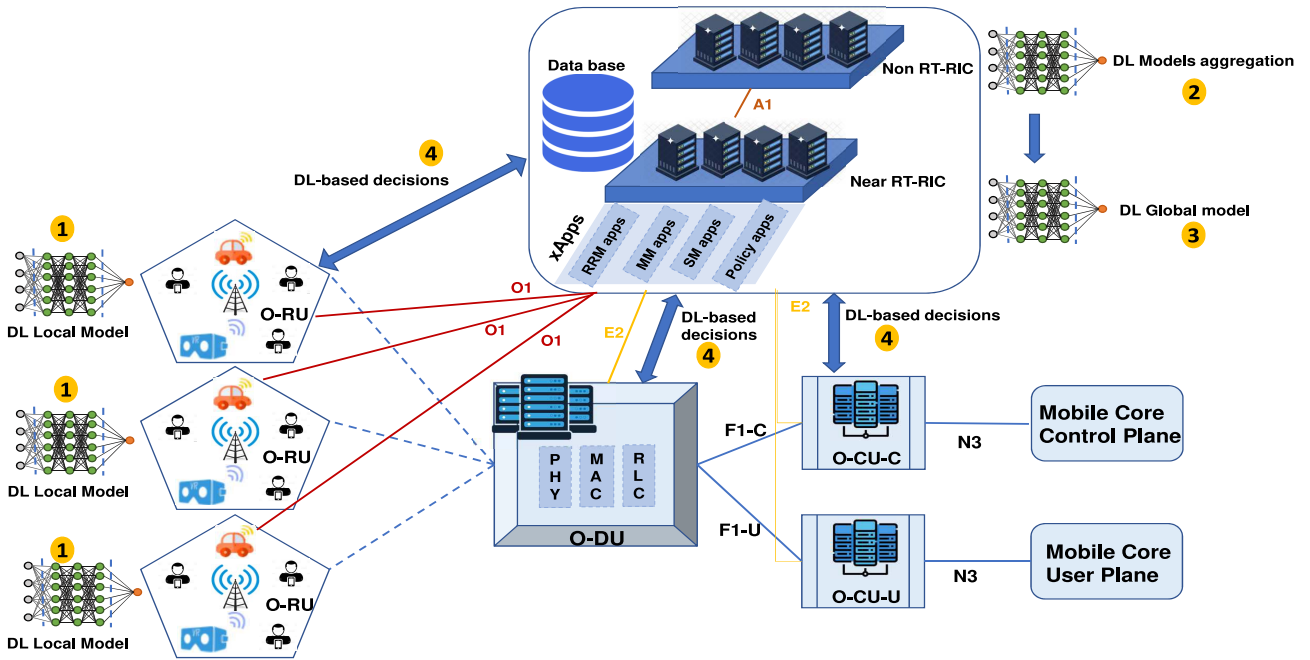 Data base
Non RT-RIC
A1
Near RT-RIC
xApps
RRM apps
MM apps
SM apps
Policy apps
DL Models aggregation
2
DL Global model
3
4
DL-based decisions
1
DL Local Model
O-RU
O1
1
DL Local Model
O-RU
O1
1
DL Local Model
O-RU
O1
E2
DL-based
decisions
4
E2
DL-based decisions
4
PHY
MAC
RLC
O-DU
F1-C
F1-U
O-CU-C
N3
Mobile Core
Control Plane
O-CU-U
N3
Mobile Core
User Plane